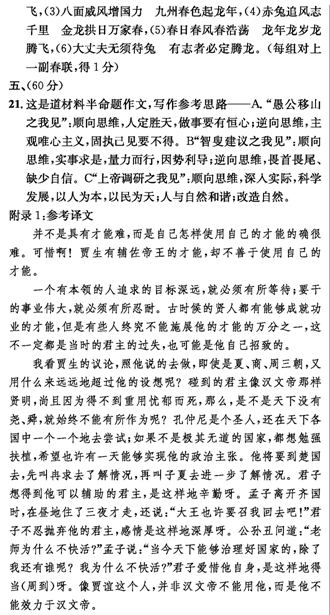 飞,(3)八面威风增国力　九州春色起龙年,(4)赤兔追风志
千里　金龙拱日万家春,(5)春日春风春浩荡　龙年龙岁龙
腾飞,(6)大丈夫无须待兔　有志者必定腾龙。(每组对上
一副春联,得1分)
五、(60分)
21. 这是道材料半命题作文,写作参考思路——A. “愚公移山
之我见”:顺向思维,人定胜天,做事要有恒心;逆向思维,主
观唯心主义,固执己见要不得。B“智叟建议之我见”:顺向
思维,实事求是,量力而行,因势利导;逆向思维,畏首畏尾、
缺少自信。C“上帝调研之我见”:顺向思维,深入实际,科学
发展,以人为本,以民为天;人与自然和谐;改造自然。
附录1:参考译文
并不是具有才能难,而是自己怎样使用自己的才能的确很
难。可惜啊!贾生有辅佐帝王的才能,却不善于使用自己的
才能。
一个有本领的人追求的目标深远,就必须有所等待;要干
的事业伟大,就必须有所忍耐。古时侯的贤人都有能够成就功
业的才能,但是有些人终究不能施展他的才能的万分之一,这
不一定都是当时的君主的过失,也可能是他自己招致的。
我看贾生的议论,照他说的去做,即使是夏、商、周三朝,又
用什么来远远地超过他的设想呢?碰到的君主像汉文帝那样
贤明,尚且因为得不到重用忧郁而死,那么,是不是天下没有
尧、舜,就始终不能有所作为呢?孔仲尼是个圣人,还在天下各
国中一个一个地去尝试;如果不是极其无道的国家,都想勉强
扶植,希望也许有一天能够实现他的政治主张。他将要到楚国
去,先叫冉求去了解情况,再叫子夏去进一步了解情况。君子
想得到他可以辅助的君主,是这样地辛勤呀。孟子离开齐国
时,在昼地住了三夜才走,还说:“大王也许要召我回去吧!”君
子不忍抛弃他的君主,感情是这样地深厚呀。公孙丑问道:“老
师为什么不快活?”孟子说:“当今天下能够治理好国家的,除了
我还有谁呢?我为什么不快活?”君子爱惜他自身,是这样地得
当(周到)呀。像贾谊这个人,并非汉文帝不能用他,而是他不
能效力于汉文帝。